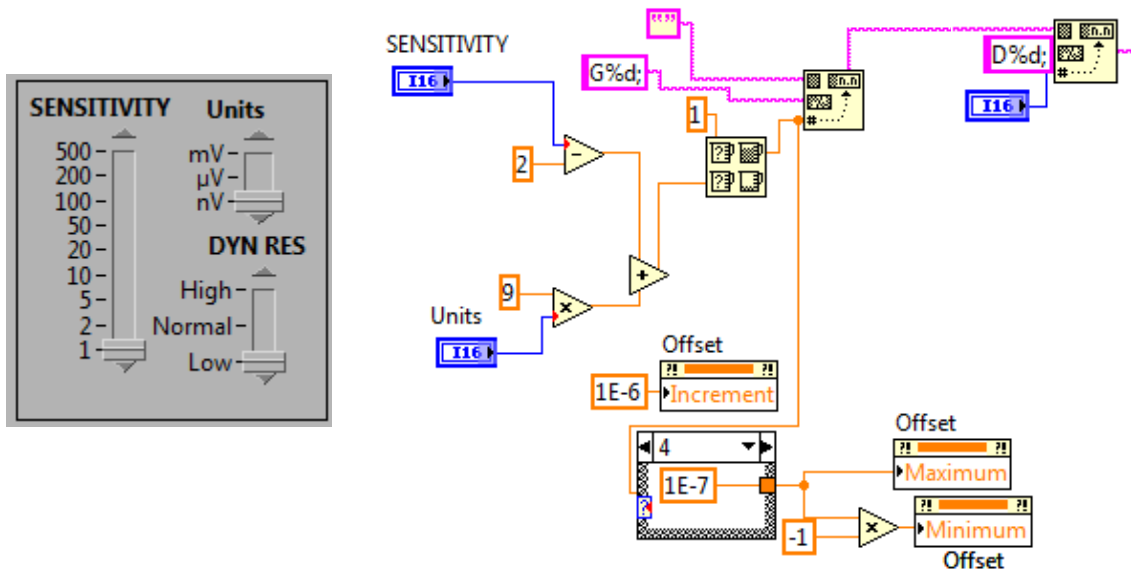 SENSITIVITY
500
200
100
50
20
10
5
2
1
Units
mV
µV
nV
DYN RES
High
Normal
Low
SENSITIVITY
I16
""
G%d;
n.n
#
D%d;
n.n
#
I16
1
2
-
+
9
x
Units
I16
? 
?
Offset
?! ?!
1E-6
Increment
4
1E-7
?
Offset
?! ?!
Maximum
-1
x
?! ?!
Minimum
Offset